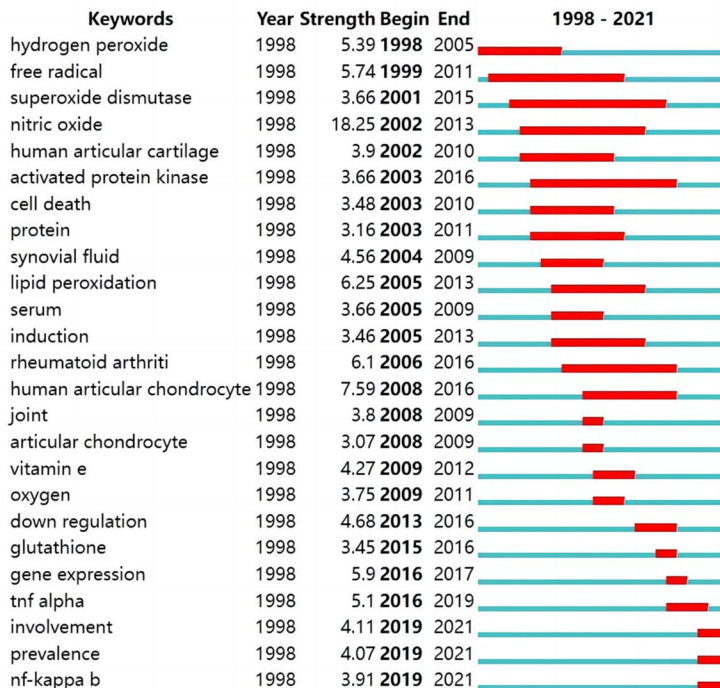 Keywords Year Strength Begin End 1998 - 2021
hydrogen peroxide 1998 5.39 1998 2005
free radical 1998 5.74 1999 2011
superoxide dismutase 1998 3.66 2001 2015
nitric oxide 1998 18.25 2002 2013
human articular cartilage 1998 3.9 2002 2010
activated protein kinase 1998 3.66 2003 2016
cell death 1998 3.48 2003 2010
protein 1998 3.16 2003 2011
synovial fluid 1998 4.56 2004 2009
lipid peroxidation 1998 6.25 2005 2013
serum 1998 3.66 2005 2009
induction 1998 3.46 2005 2013
rheumatoid arthriti 1998 6.1 2006 2016
human articular chondrocyte 1998 7.59 2008 2016
joint 1998 3.8 2008 2009
articular chondrocyte 1998 3.07 2008 2009
vitamin e 1998 4.27 2009 2012
oxygen 1998 3.75 2009 2011
down regulation 1998 4.68 2013 2016
glutathione 1998 3.45 2015 2016
gene expression 1998 5.9 2016 2017
tnf alpha 1998 5.1 2016 2019
involvement 1998 4.11 2019 2021
prevalence 1998 4.07 2019 2021
nf-kappa b 1998 3.91 2019 2021